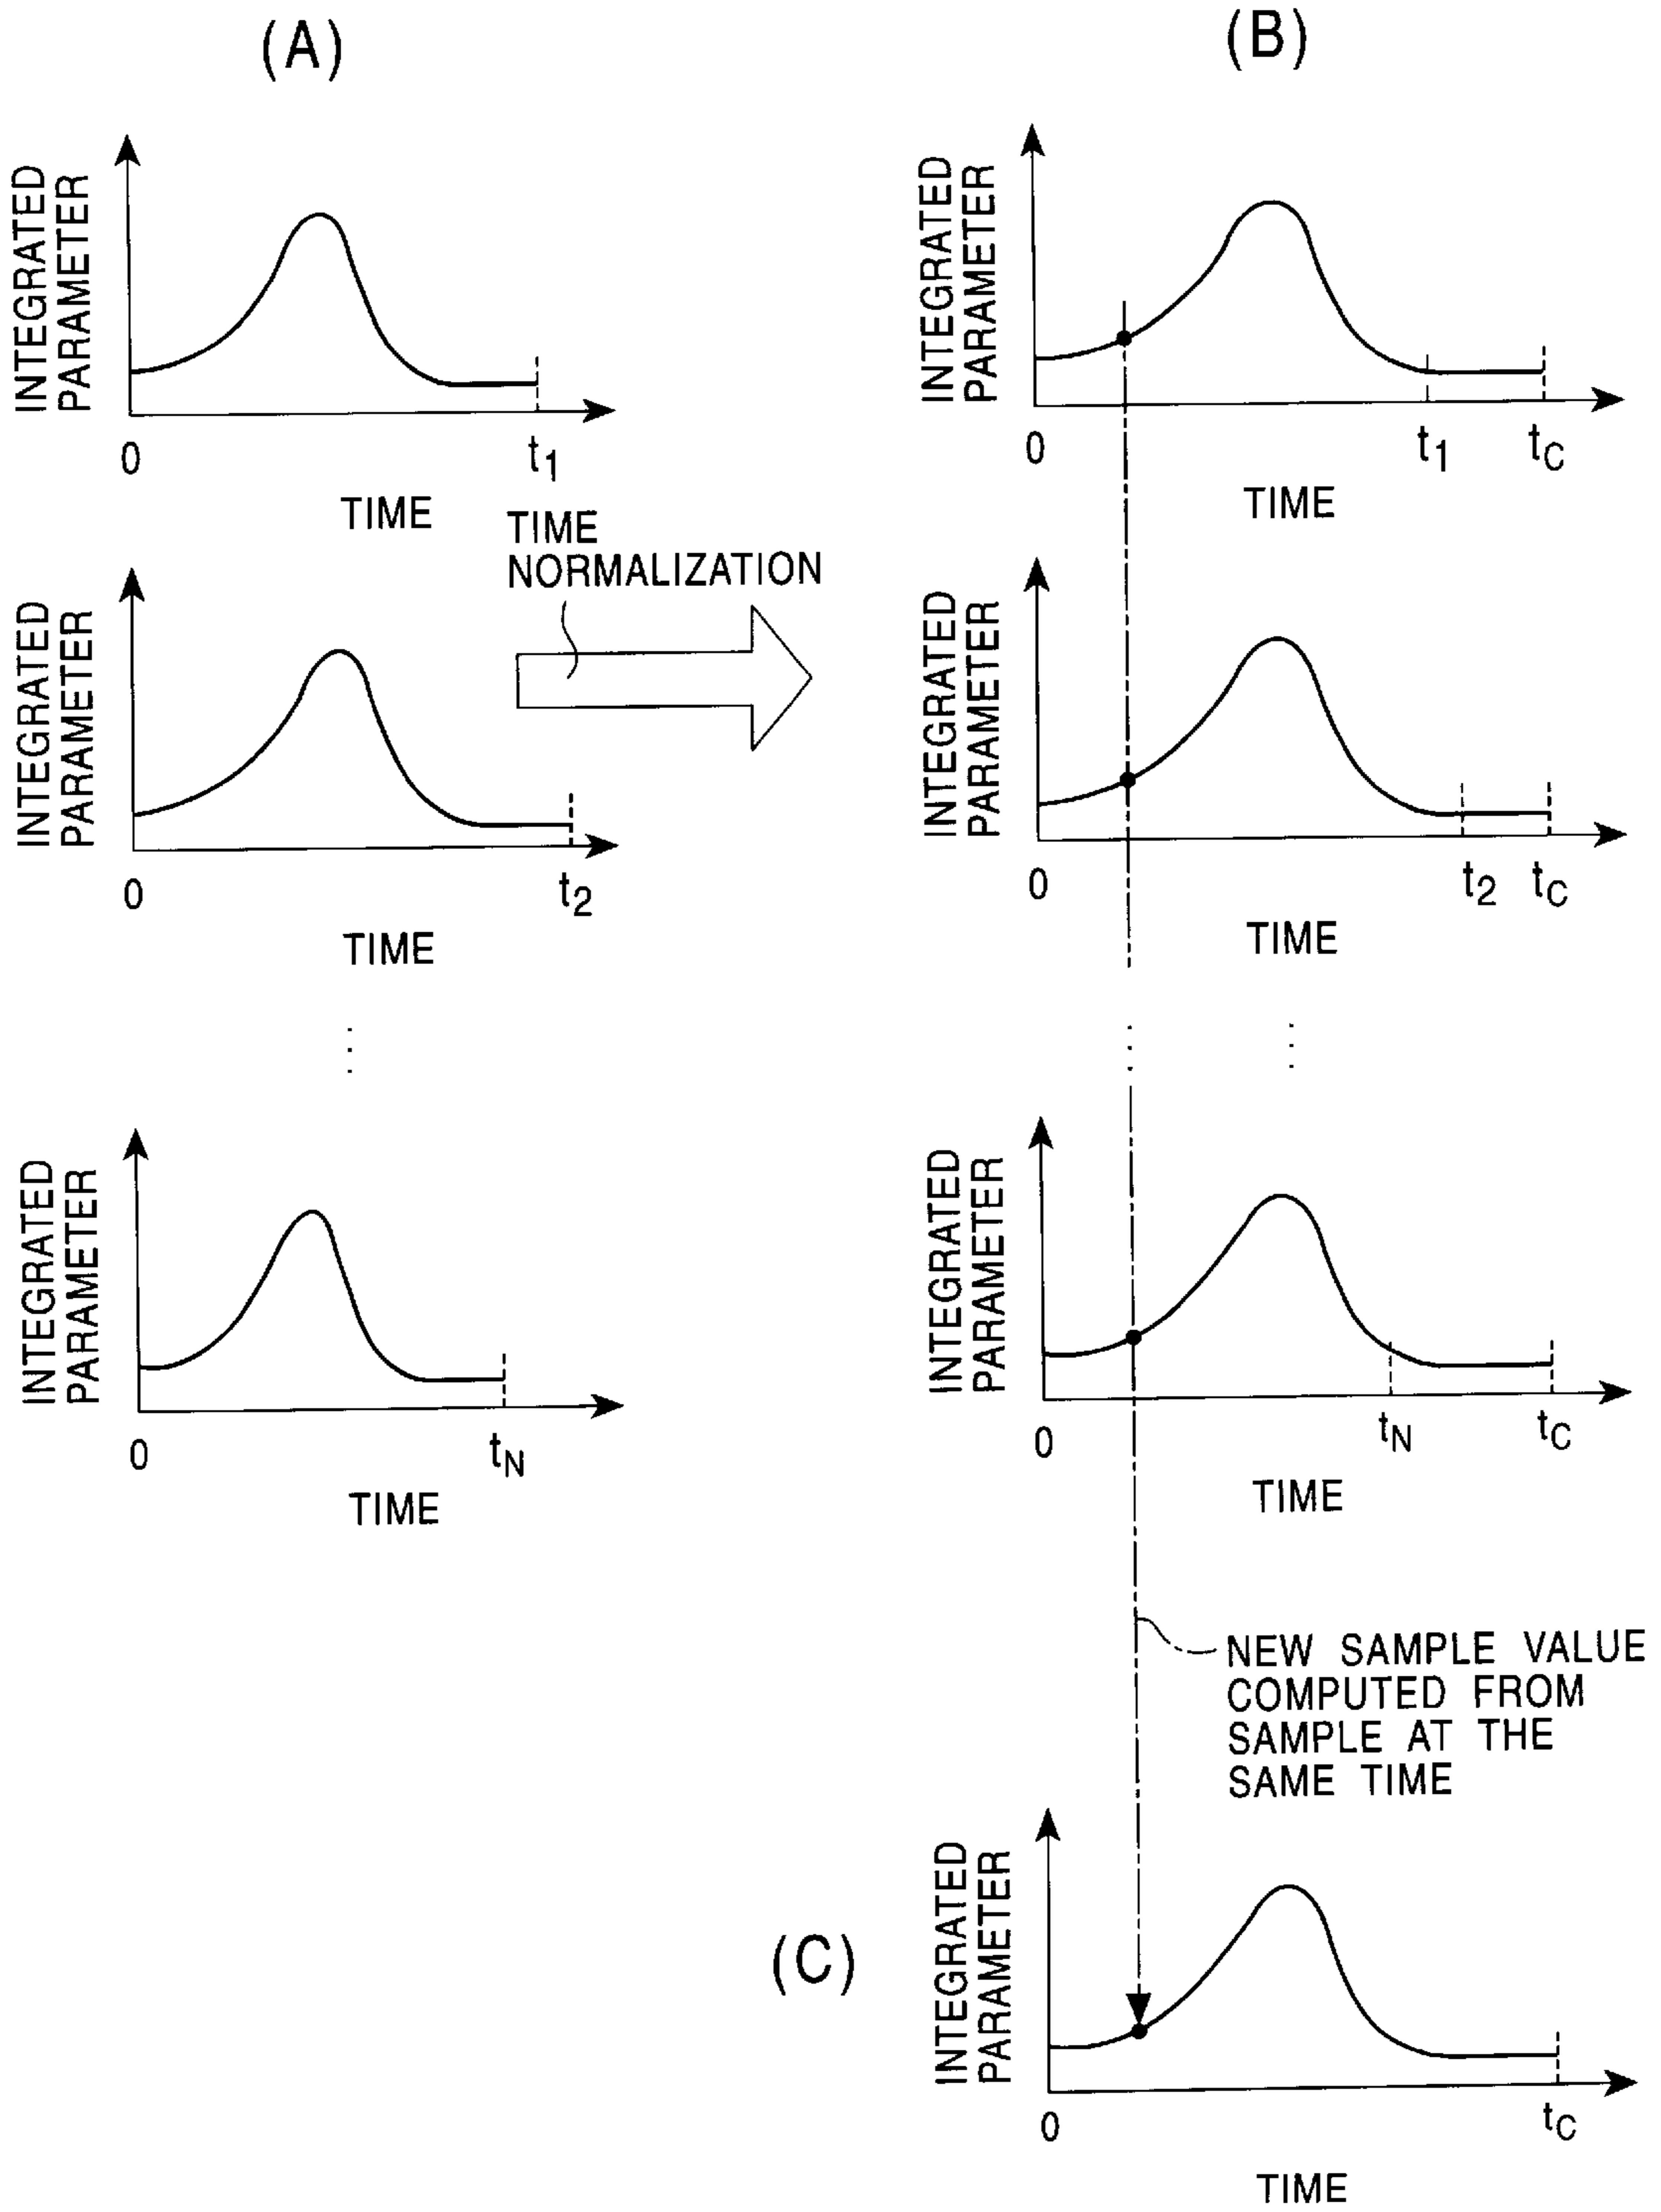 (A)
(B)
INTEGRATED
PARAMETER
0
t1
TIME
INTEGRATED
PARAMETER
0
t1
tC
TIME
TIME
NORMALIZATION
INTEGRATED
PARAMETER
0
t2
TIME
INTEGRATED
PARAMETER
0
t2
tC
TIME
INTEGRATED
PARAMETER
0
tN
TIME
INTEGRATED
PARAMETER
0
tN
tC
TIME
NEW SAMPLE VALUE
COMPUTED FROM
SAMPLE AT THE
SAME TIME
(C)
INTEGRATED
PARAMETER
0
tC
TIME